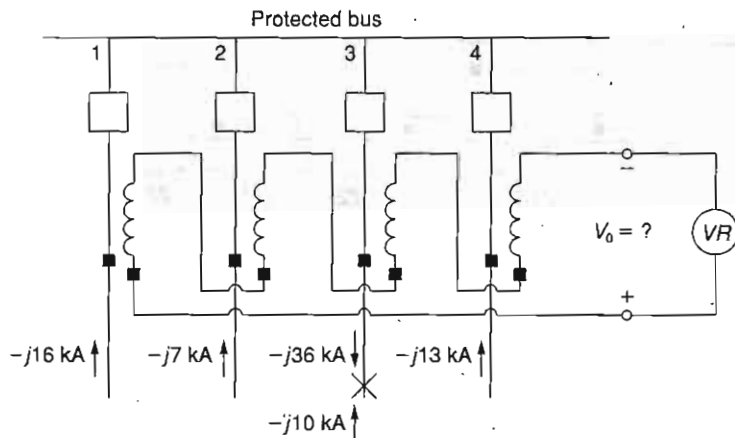 Protected bus
1 2 3 4
−
V₀ = ? VR
+
−j16 kA −j7 kA −j36 kA −j13 kA
−j10 kA